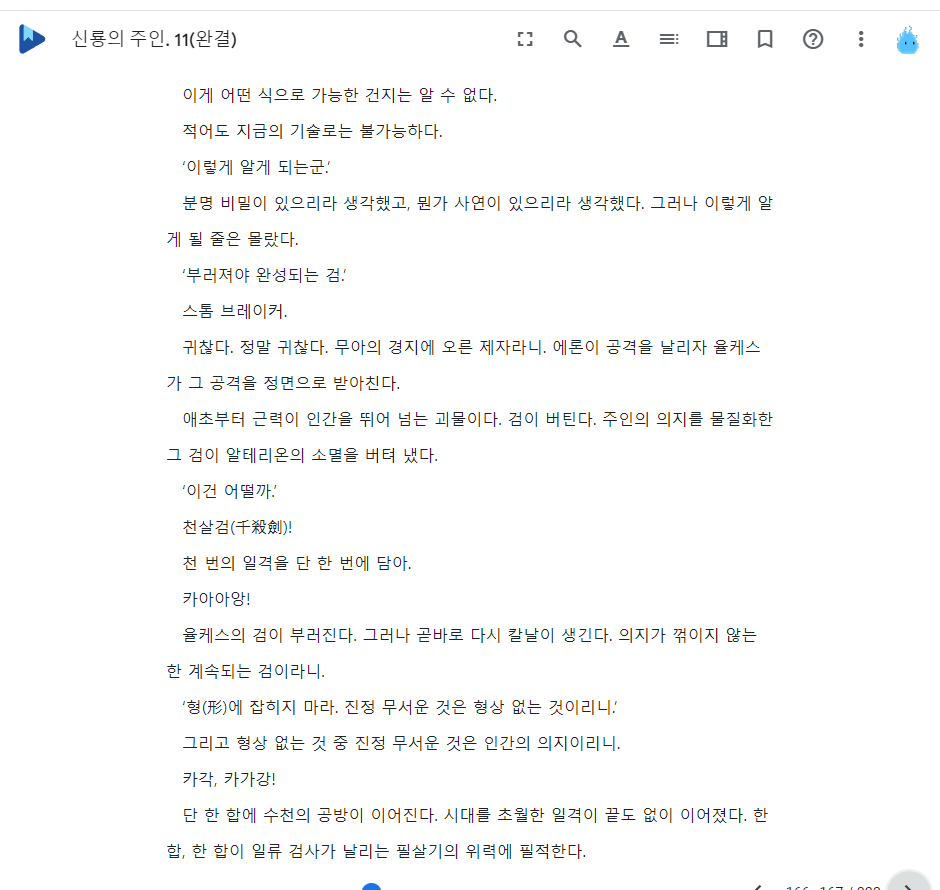 신룡의 주인. 11(완결)
이게 어떤 식으로 가능한 건지는 알 수 없다.
적어도 지금의 기술로는 불가능하다.
‘이렇게 알게 되는군.’
분명 비밀이 있으리라 생각했고, 뭔가 사연이 있으리라 생각했다. 그러나 이렇게 알
게 될 줄은 몰랐다.
‘부러져야 완성되는 검.’
스톰 브레이커.
귀찮다. 정말 귀찮다. 무아의 경지에 오른 제자라니. 에론이 공격을 날리자 율케스
가 그 공격을 정면으로 받아친다.
애초부터 근력이 인간을 뛰어 넘는 괴물이다. 검이 버틴다. 주인의 의지를 물질화한
그 검이 알테리온의 소멸을 버텨 냈다.
‘이건 어떨까.’
천살검(千殺劍)!
천 번의 일격을 단 한 번에 담아.
카아아앙!
율케스의 검이 부러진다. 그러나 곧바로 다시 칼날이 생긴다. 의지가 꺾이지 않는
한 계속되는 검이라니.
‘형(形)에 잡히지 마라. 진정 무서운 것은 형상 없는 것이리니.’
그리고 형상 없는 것 중 진정 무서운 것은 인간의 의지이리니.
카각, 카가강!
단 한 합에 수천의 공방이 이어진다. 시대를 초월한 일격이 끝도 없이 이어졌다. 한
합, 한 합이 일류 검사가 날리는 필살기의 위력에 필적한다.